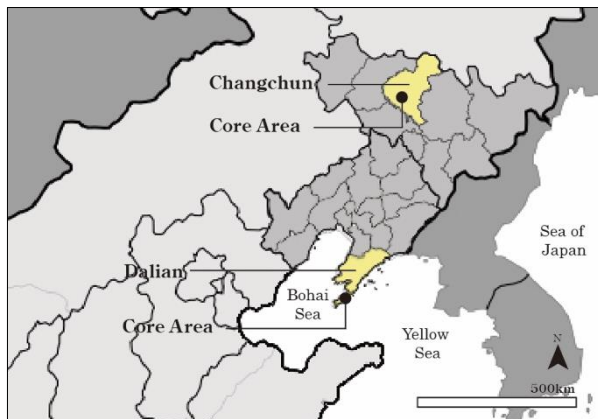 Changchun
Core Area
Sea of
Japan
Dalian
Bohai
Sea
Core Area
Yellow
Sea
N
500km